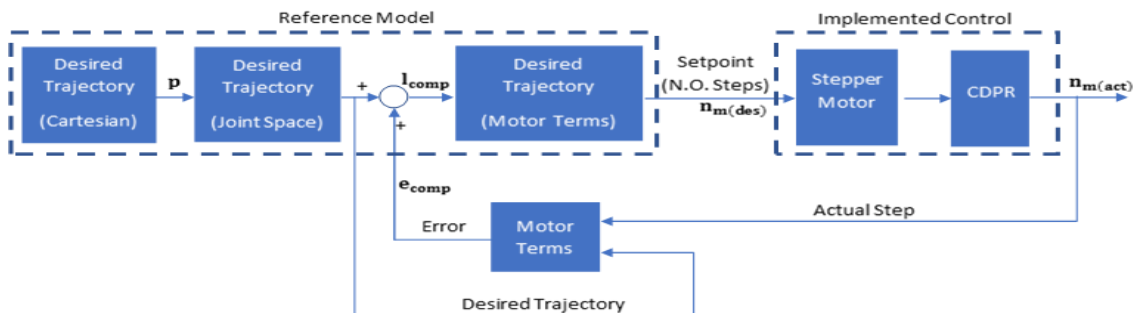 Reference Model
Implemented Control
Desired
Trajectory
(Cartesian)
p
Desired
Trajectory
(Joint Space)
+
+
l_comp
Desired
Trajectory
(Motor Terms)
Setpoint
(N.O. Steps)
n_m(des)
Stepper
Motor
CDPR
n_m(act)
e_comp
Error
Motor
Terms
Actual Step
Desired Trajectory